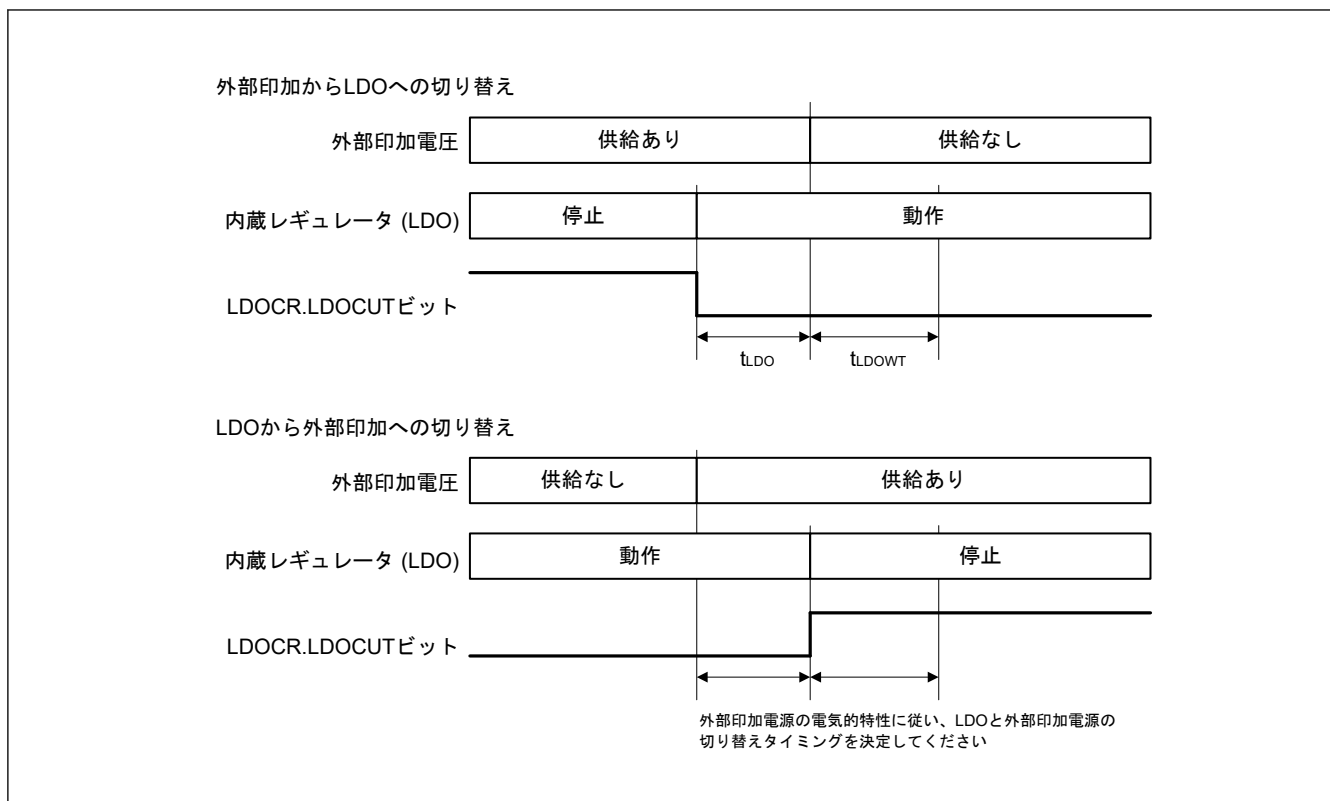 外部印加からLDOへの切り替え
外部印加電圧
供給あり
供給なし
内蔵レギュレータ (LDO)
停止
動作
LDOCR.LDOCUTビット
tLDO
tLDOWT
LDOから外部印加への切り替え
外部印加電圧
供給なし
供給あり
内蔵レギュレータ (LDO)
動作
停止
LDOCR.LDOCUTビット
外部印加電源の電気的特性に従い、LDOと外部印加電源の
切り替えタイミングを決定してください